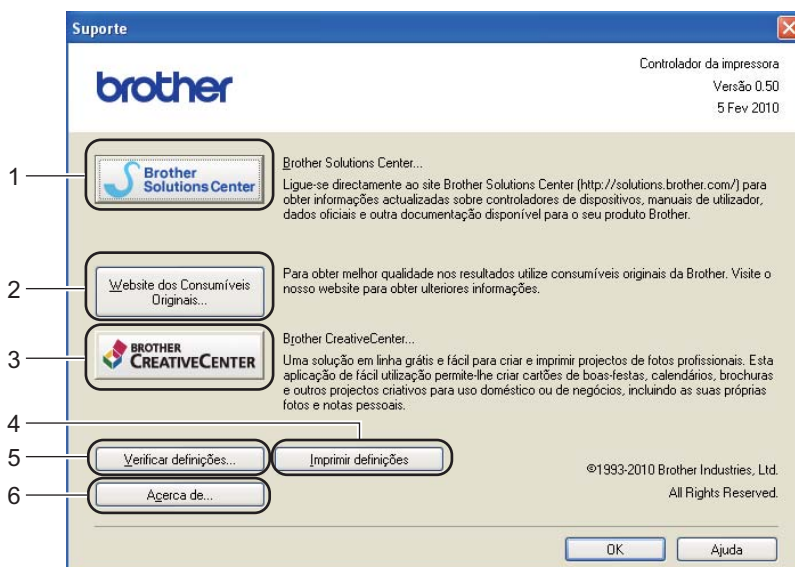 Suporte
brother
Controlador da impressora
Versão 0.50
5 Fev 2010
1
Brother
Solutions Center
Brother Solutions Center...
Ligue-se directamente ao site Brother Solutions Center (http://solutions.brother.com/) para
obter informações actualizadas sobre controladores de dispositivos, manuais de utilizador,
dados oficiais e outra documentação disponível para o seu produto Brother.
2
Website dos Consumíveis
Originais...
Para obter melhor qualidade nos resultados utilize consumíveis originais da Brother. Visite o
nosso website para obter ulteriores informações.
3
BROTHER
CREATIVECENTER
Brother CreativeCenter...
Uma solução em linha grátis e fácil para criar e imprimir projectos de fotos profissionais. Esta
aplicação de fácil utilização permite-lhe criar cartões de boas-festas, calendários, brochuras
e outros projectos criativos para uso doméstico ou de negócios, incluindo as suas próprias
fotos e notas pessoais.
4
5
Verificar definições...
Imprimir definições
6
Acerca de...
©1993-2010 Brother Industries, Ltd.
All Rights Reserved.
OK
Ajuda